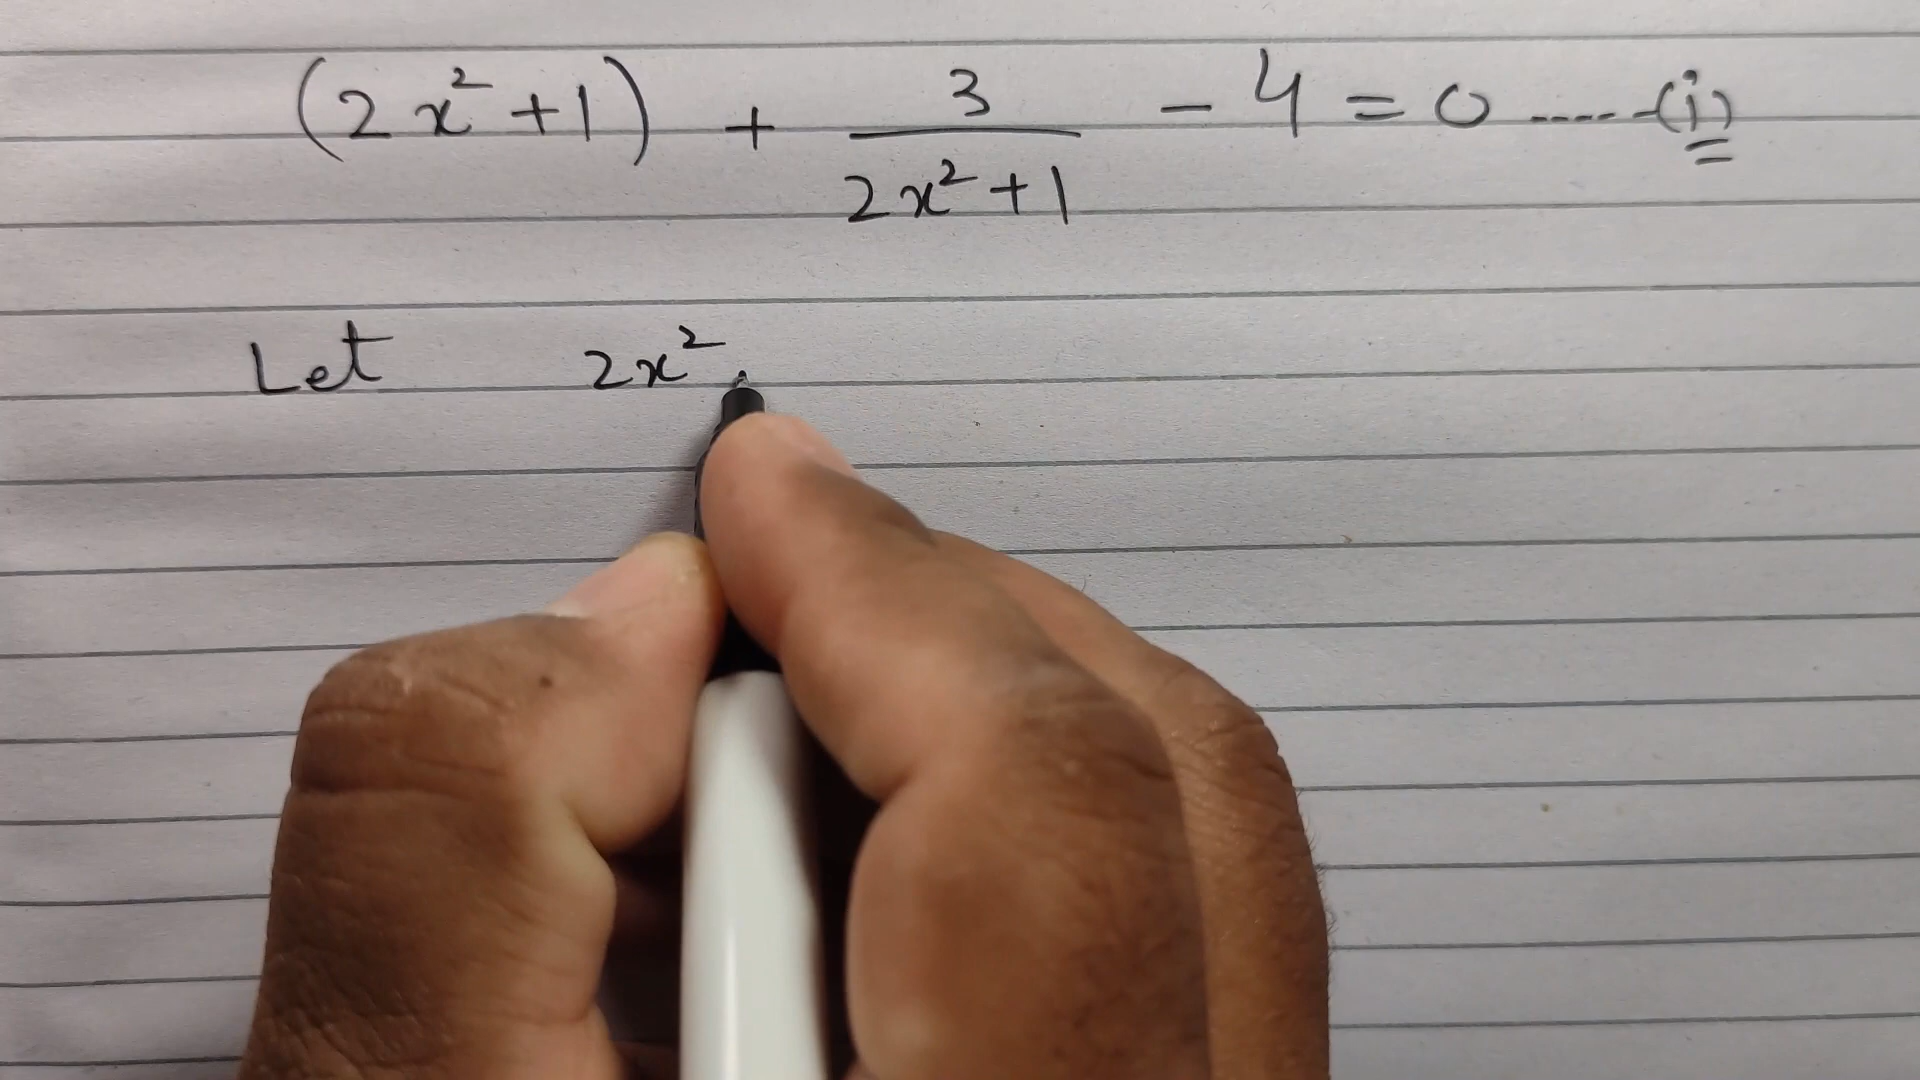 (2x²+1) + 3/(2x²+1) - 4 = 0 ----- (i)
Let 2x²